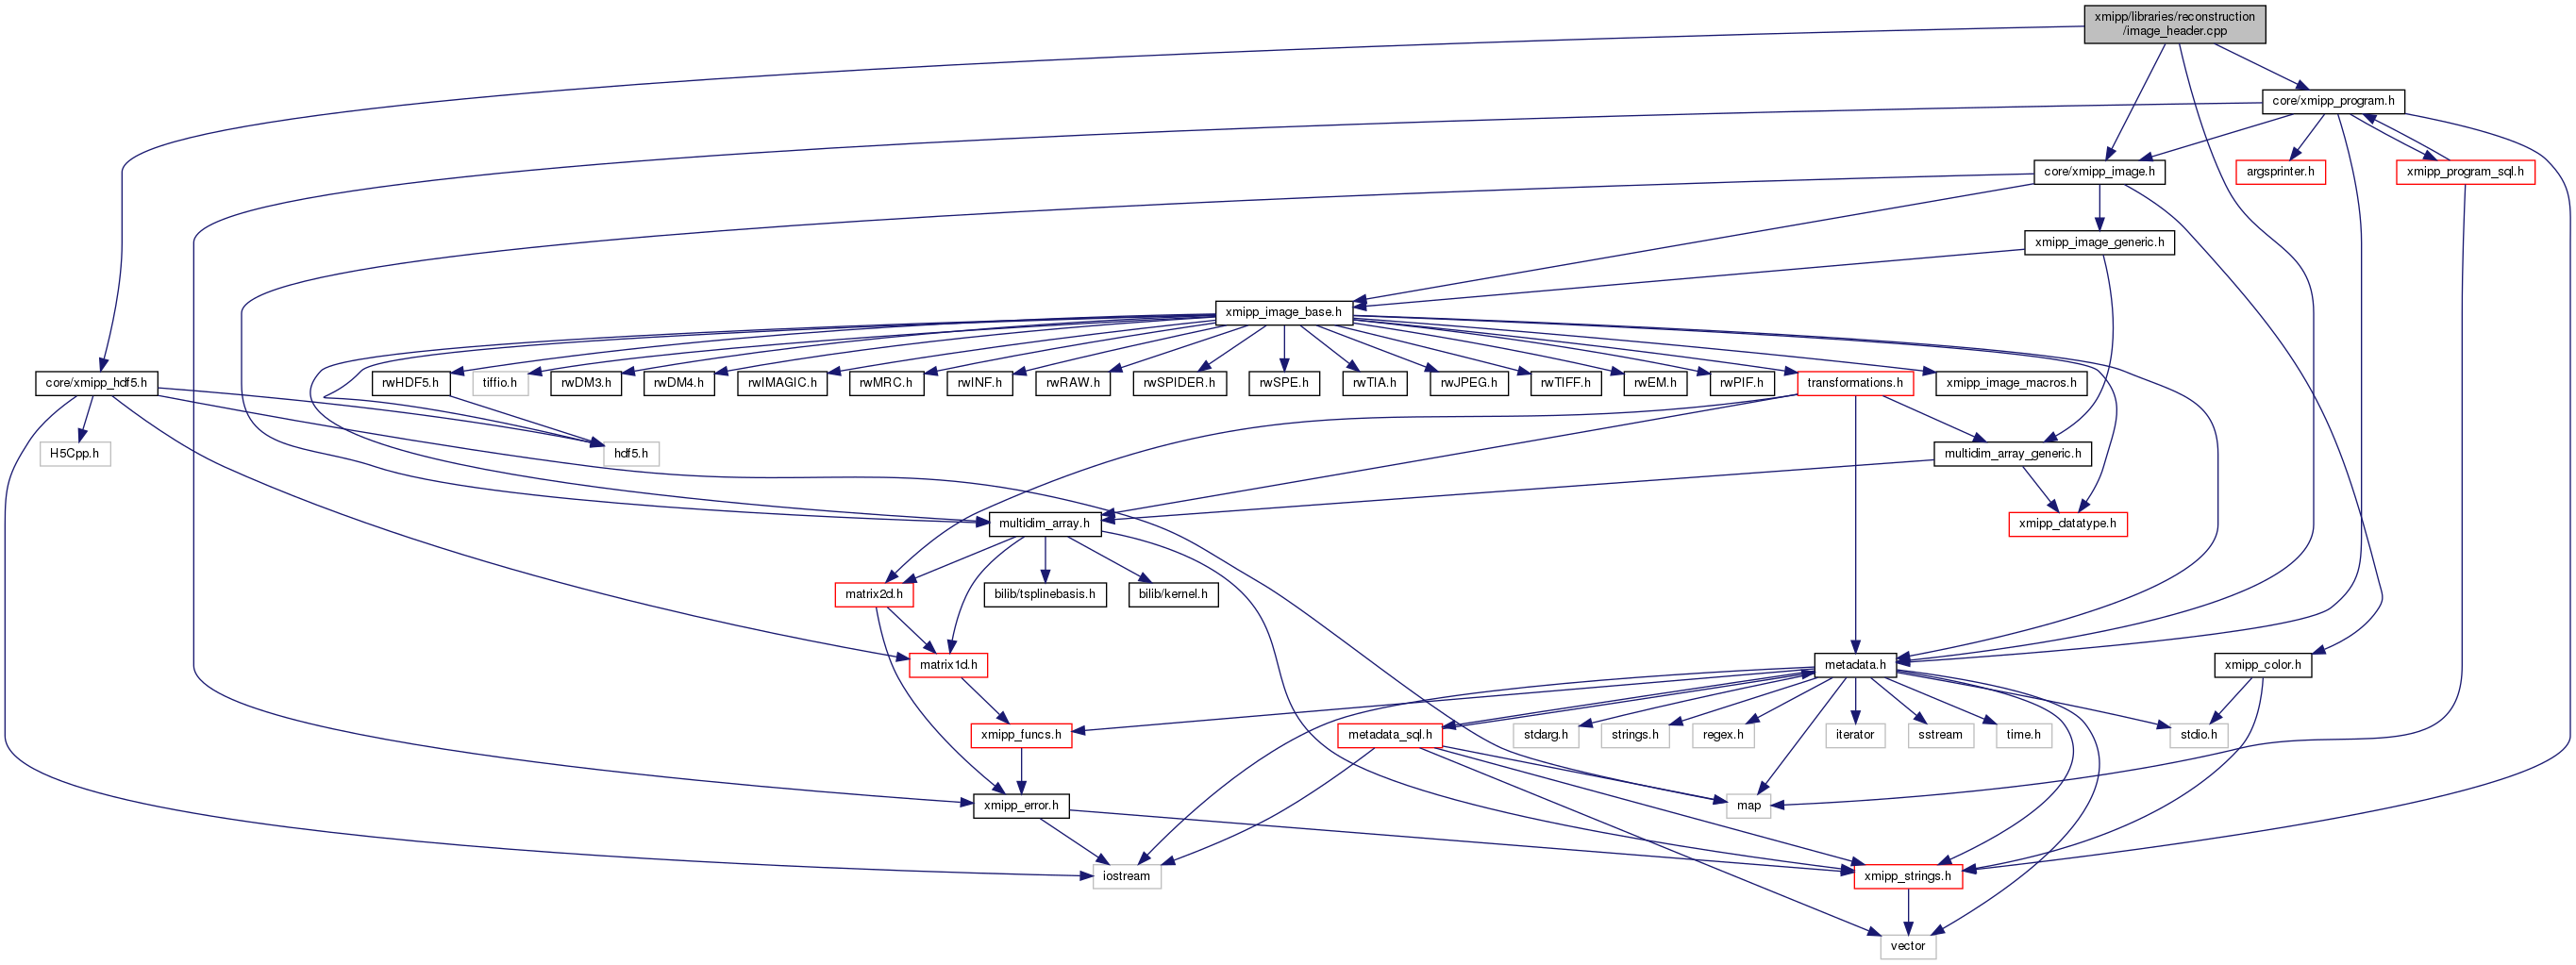 xmipp/libraries/reconstruction
/image_header.cpp
core/xmipp_program.h
core/xmipp_image.h
argsprinter.h
xmipp_program_sql.h
xmipp_image_generic.h
xmipp_image_base.h
core/xmipp_hdf5.h
rwHDF5.h
tiffio.h
rwDM3.h
rwDM4.h
rwIMAGIC.h
rwMRC.h
rwINF.h
rwRAW.h
rwSPIDER.h
rwSPE.h
rwTIA.h
rwJPEG.h
rwTIFF.h
rwEM.h
rwPIF.h
transformations.h
xmipp_image_macros.h
H5Cpp.h
hdf5.h
multidim_array_generic.h
multidim_array.h
xmipp_datatype.h
matrix2d.h
bilib/tsplinebasis.h
bilib/kernel.h
matrix1d.h
metadata.h
xmipp_color.h
xmipp_funcs.h
metadata_sql.h
stdarg.h
strings.h
regex.h
iterator
sstream
time.h
stdio.h
xmipp_error.h
map
iostream
xmipp_strings.h
vector